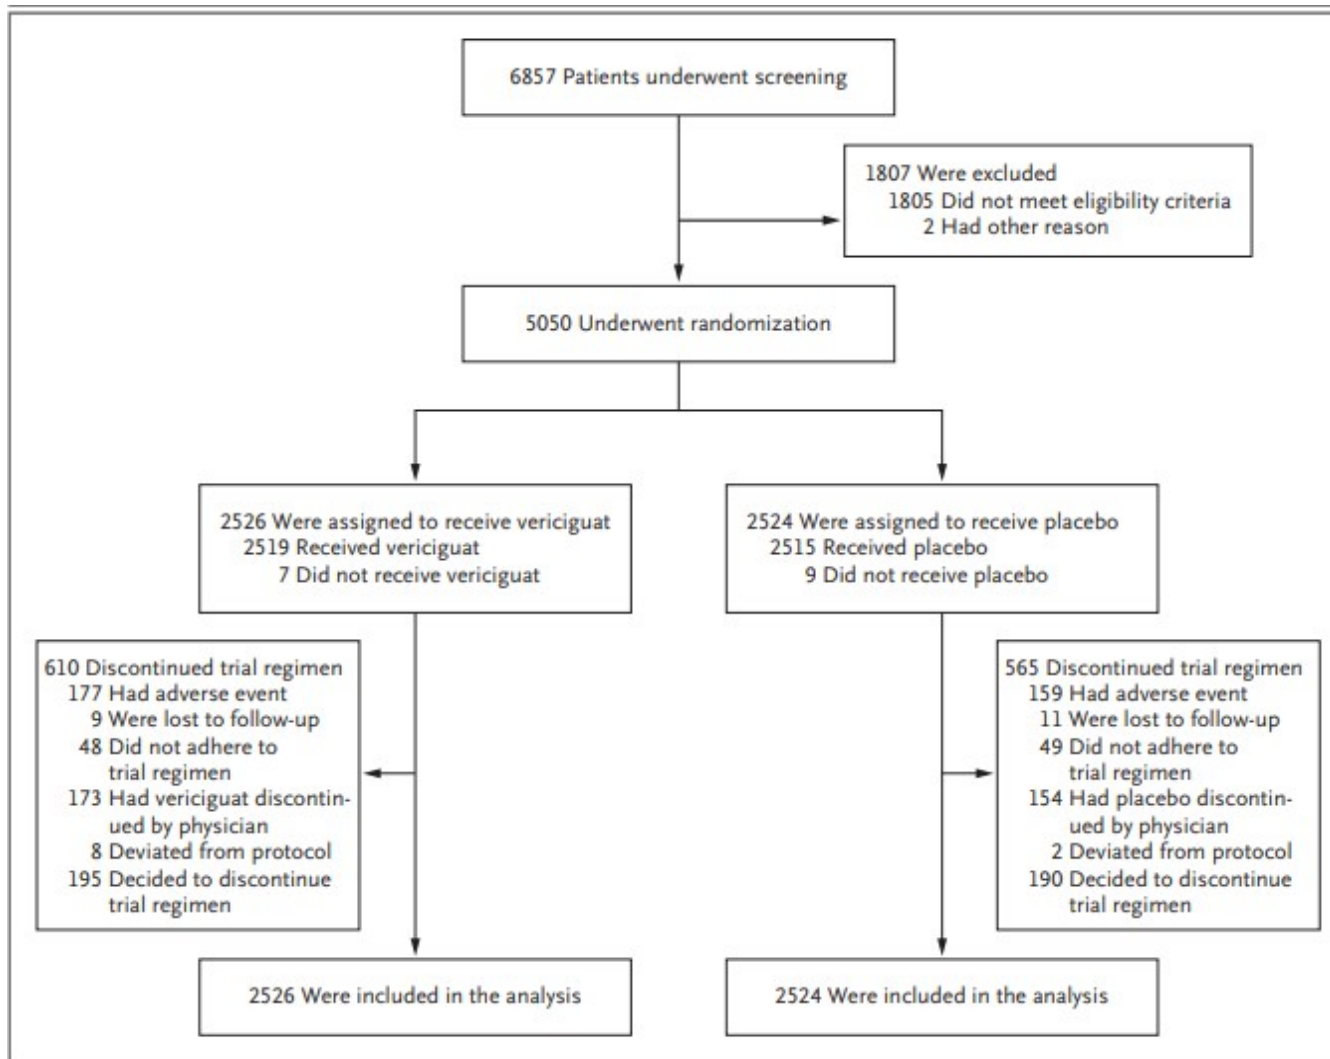 6857 Patients underwent screening
1807 Were excluded
1805 Did not meet eligibility criteria
2 Had other reason
5050 Underwent randomization
2526 Were assigned to receive vericiguat
2519 Received vericiguat
7 Did not receive vericiguat
2524 Were assigned to receive placebo
2515 Received placebo
9 Did not receive placebo
610 Discontinued trial regimen
177 Had adverse event
9 Were lost to follow-up
48 Did not adhere to
trial regimen
173 Had vericiguat discontin-
ued by physician
8 Deviated from protocol
195 Decided to discontinue
trial regimen
565 Discontinued trial regimen
159 Had adverse event
11 Were lost to follow-up
49 Did not adhere to
trial regimen
154 Had placebo discontin-
ued by physician
2 Deviated from protocol
190 Decided to discontinue
trial regimen
2526 Were included in the analysis
2524 Were included in the analysis